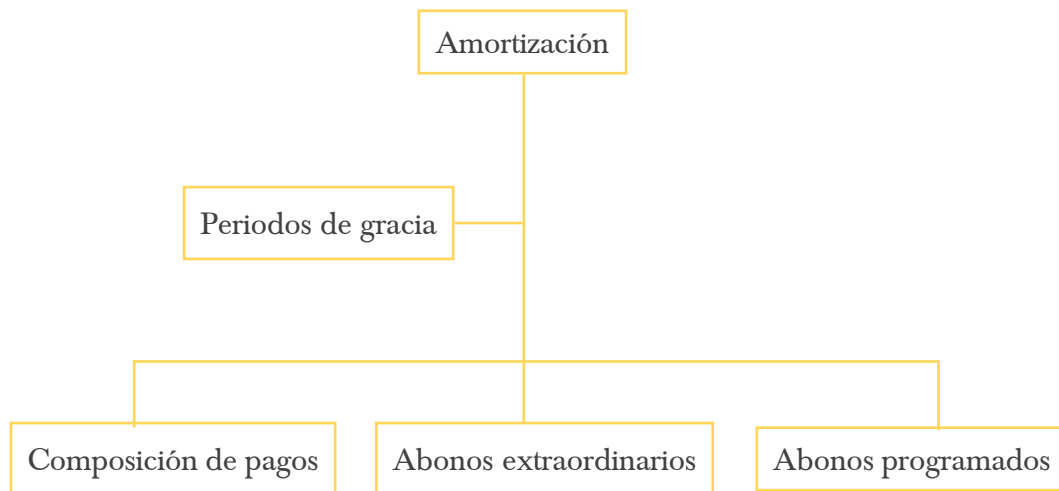 Amortización
Periodos de gracia
Composición de pagos
Abonos extraordinarios
Abonos programados